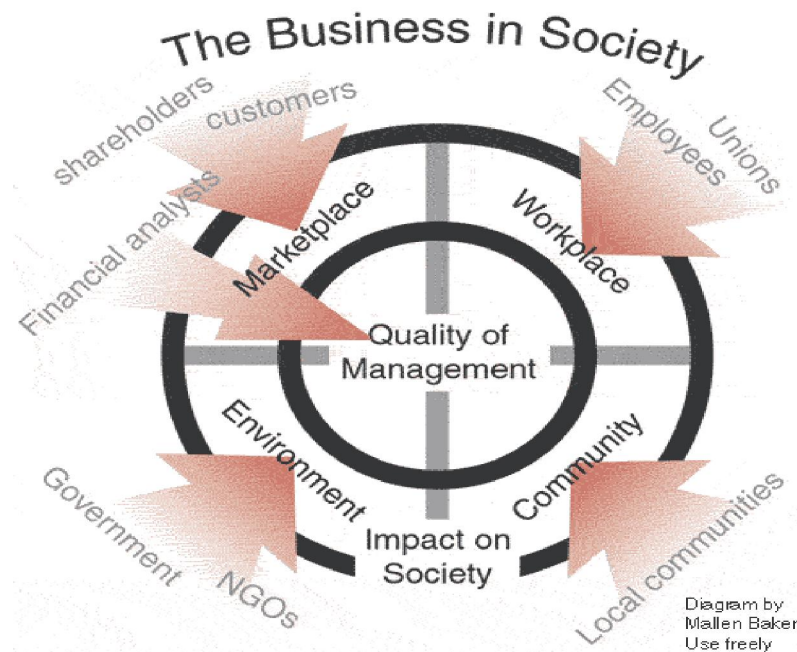 The Business in Society
shareholders
customers
Financial analysts
Employees
Unions
Marketplace
Workplace
Quality of
Management
Environment
Community
Impact on
Society
Government
NGOs
Local communities
Diagram by
Mallen Baker
Use freely